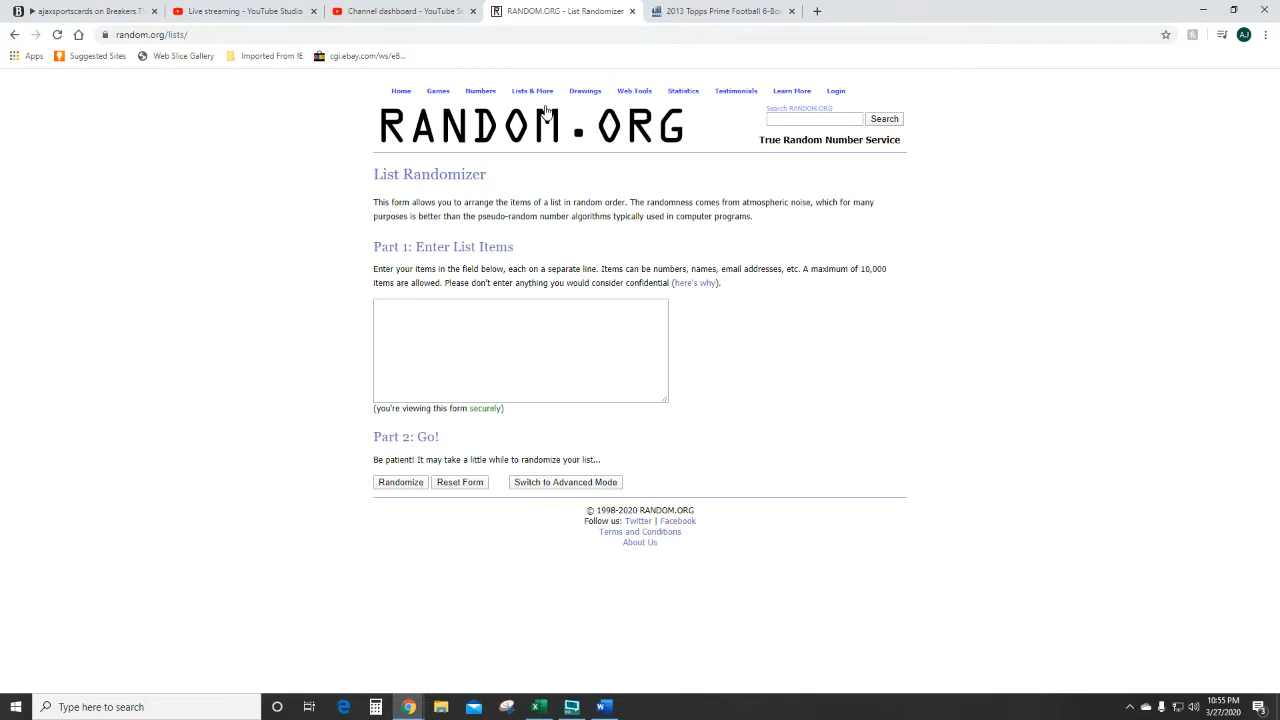 ajaxsportscards on Breakers.T
Live streaming - YouTube Studio
Channel dashboard - YouTube S
RANDOM.ORG - List Randomizer
2013 Topps Prime Football 6-Box
random.org/lists/
AJ
Apps
Suggested Sites
Web Slice Gallery
Imported From IE
cgi.ebay.com/ws/eB...
Home Games Numbers Lists & More Drawings Web Tools Statistics Testimonials Learn More Login
RANDOM.ORG
Search RANDOM.ORG
Search
True Random Number Service
List Randomizer
This form allows you to arrange the items of a list in random order. The randomness comes from atmospheric noise, which for many
purposes is better than the pseudo-random number algorithms typically used in computer programs.
Part 1: Enter List Items
Enter your items in the field below, each on a separate line. Items can be numbers, names, email addresses, etc. A maximum of 10,000
items are allowed. Please don't enter anything you would consider confidential (here's why).
(you're viewing this form securely)
Part 2: Go!
Be patient! It may take a little while to randomize your list...
Randomize Reset Form Switch to Advanced Mode
© 1998-2020 RANDOM.ORG
Follow us: Twitter | Facebook
Terms and Conditions
About Us
Type here to search
10:55 PM
3/27/2020